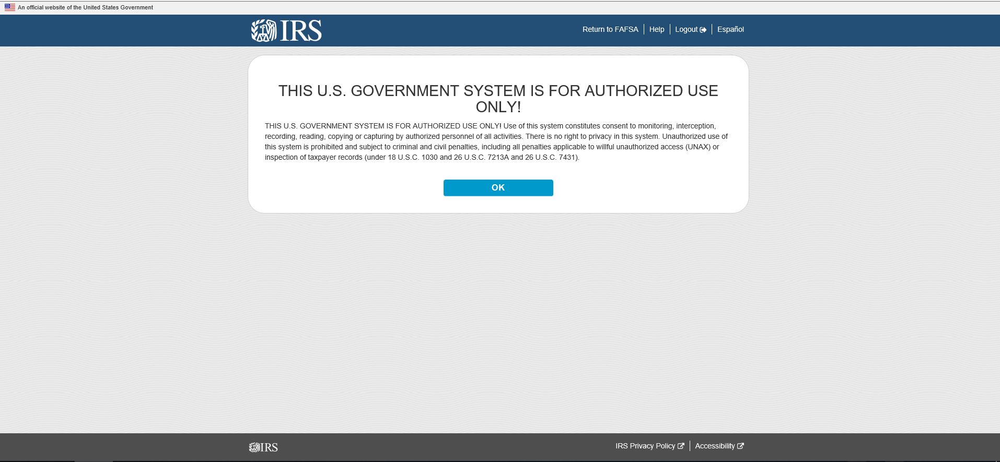 An official website of the United States Government
IRS
Return to FAFSA
Help
Logout
Español
THIS U.S. GOVERNMENT SYSTEM IS FOR AUTHORIZED USE
ONLY!
THIS U.S. GOVERNMENT SYSTEM IS FOR AUTHORIZED USE ONLY! Use of this system constitutes consent to monitoring, interception,
recording, reading, copying or capturing by authorized personnel of all activities. There is no right to privacy in this system. Unauthorized use of
this system is prohibited and subject to criminal and civil penalties, including all penalties applicable to willful unauthorized access (UNAX) or
inspection of taxpayer records (under 18 U.S.C. 1030 and 26 U.S.C. 7213A and 26 U.S.C. 7431).
OK
IRS
IRS Privacy Policy
Accessibility